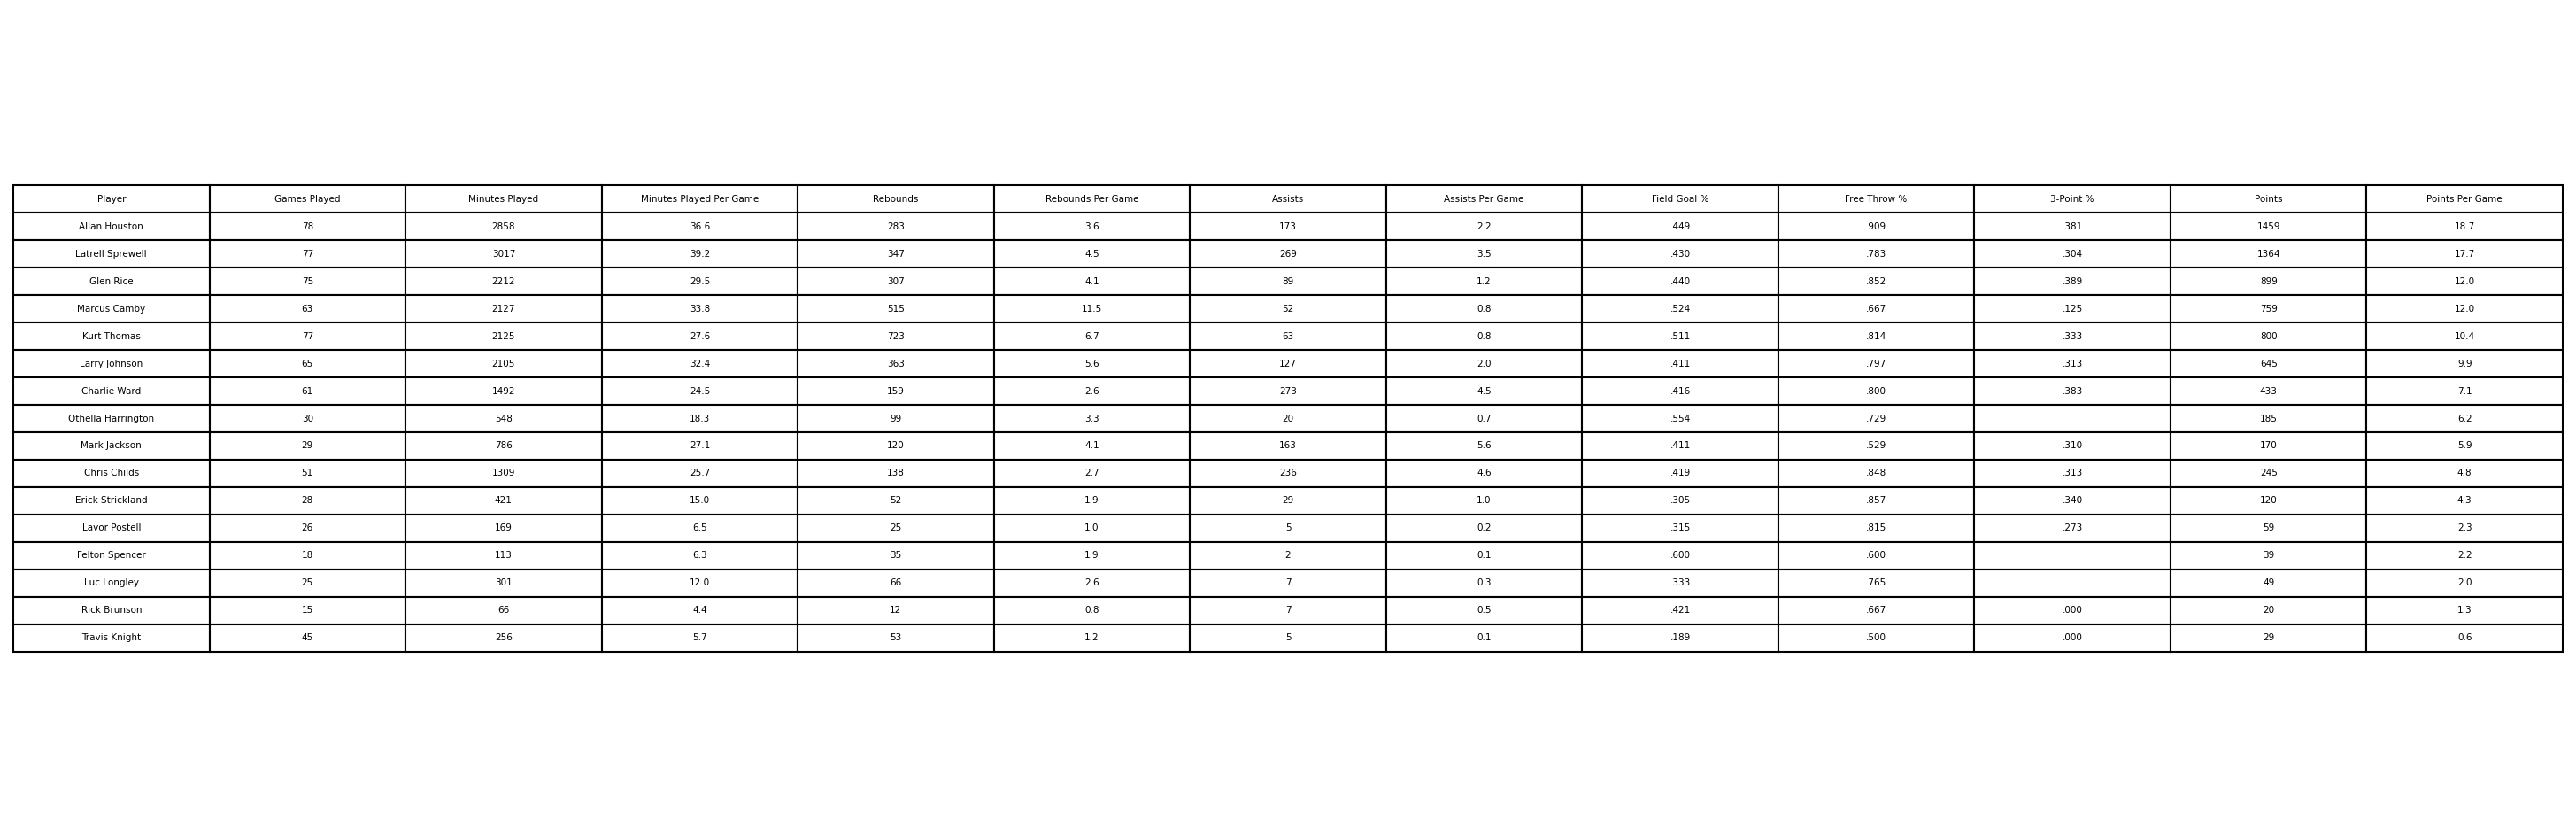 Player Games Played Minutes Played Minutes Played Per Game Rebounds Rebounds Per Game Assists Assists Per Game Field Goal % Free Throw % 3-Point % Points Points Per Game
Allan Houston 78 2858 36.6 283 3.6 173 2.2 .449 .909 .381 1459 18.7
Latrell Sprewell 77 3017 39.2 347 4.5 269 3.5 .430 .783 .304 1364 17.7
Glen Rice 75 2212 29.5 307 4.1 89 1.2 .440 .852 .389 899 12.0
Marcus Camby 63 2127 33.8 515 11.5 52 0.8 .524 .667 .125 759 12.0
Kurt Thomas 77 2125 27.6 723 6.7 63 0.8 .511 .814 .333 800 10.4
Larry Johnson 65 2105 32.4 363 5.6 127 2.0 .411 .797 .313 645 9.9
Charlie Ward 61 1492 24.5 159 2.6 273 4.5 .416 .800 .383 433 7.1
Othella Harrington 30 548 18.3 99 3.3 20 0.7 .554 .729 185 6.2
Mark Jackson 29 786 27.1 120 4.1 163 5.6 .411 .529 .310 170 5.9
Chris Childs 51 1309 25.7 138 2.7 236 4.6 .419 .848 .313 245 4.8
Erick Strickland 28 421 15.0 52 1.9 29 1.0 .305 .857 .340 120 4.3
Lavor Postell 26 169 6.5 25 1.0 5 0.2 .315 .815 .273 59 2.3
Felton Spencer 18 113 6.3 35 1.9 2 0.1 .600 .600 39 2.2
Luc Longley 25 301 12.0 66 2.6 7 0.3 .333 .765 49 2.0
Rick Brunson 15 66 4.4 12 0.8 7 0.5 .421 .667 .000 20 1.3
Travis Knight 45 256 5.7 53 1.2 5 0.1 .189 .500 .000 29 0.6